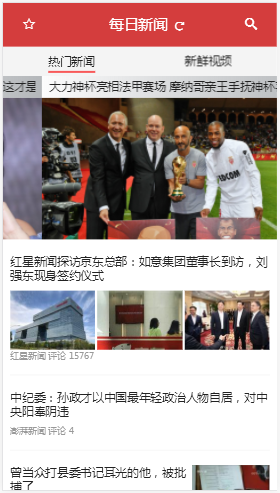 每日新闻
热门新闻 新鲜视频
这才是 大力神杯亮相法甲赛场 摩纳哥亲王手抚神杯
红星新闻探访京东总部：如意集团董事长到访，刘
强东现身签约仪式
红星新闻 评论 15767
中纪委：孙政才以中国最年轻政治人物自居，对中
央阳奉阴违
澎湃新闻 评论 4
曾当众打县委书记耳光的他，被批
捕了